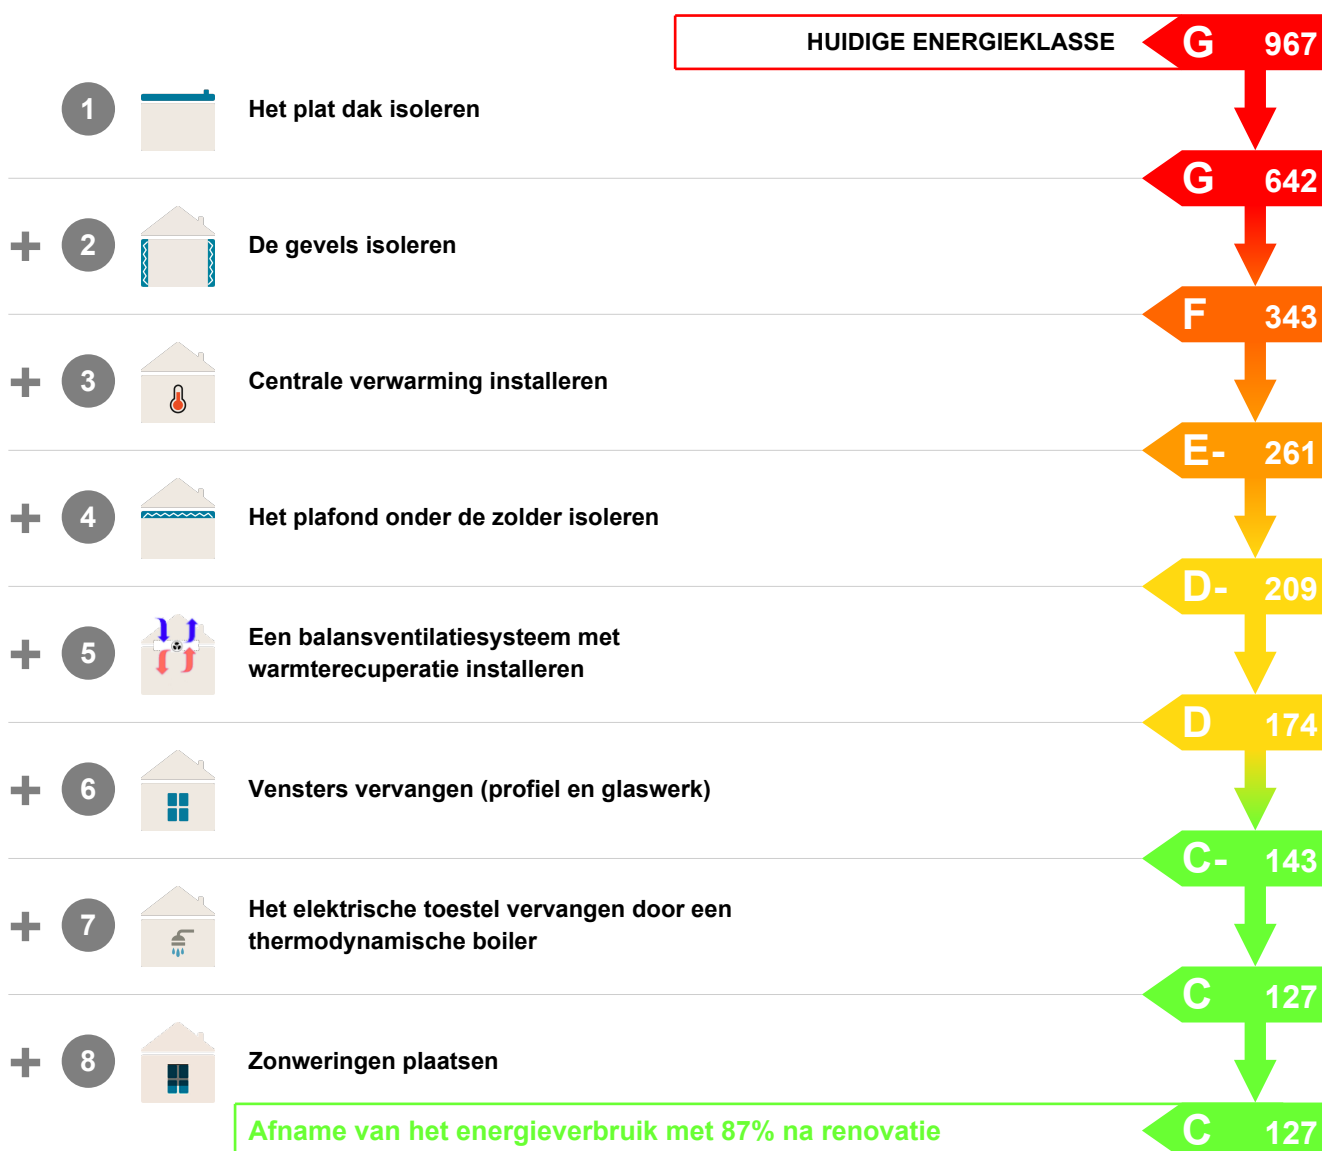 HUIDIGE ENERGIEKLASSE G 967
1 Het plat dak isoleren
G 642
+ 2 De gevels isoleren
F 343
+ 3 Centrale verwarming installeren
E- 261
+ 4 Het plafond onder de zolder isoleren
D- 209
+ 5 Een balansventilatiesysteem met
warmterecuperatie installeren
D 174
+ 6 Vensters vervangen (profiel en glaswerk)
C- 143
+ 7 Het elektrische toestel vervangen door een
thermodynamische boiler
C 127
+ 8 Zonweringen plaatsen
Afname van het energieverbruik met 87% na renovatie C 127